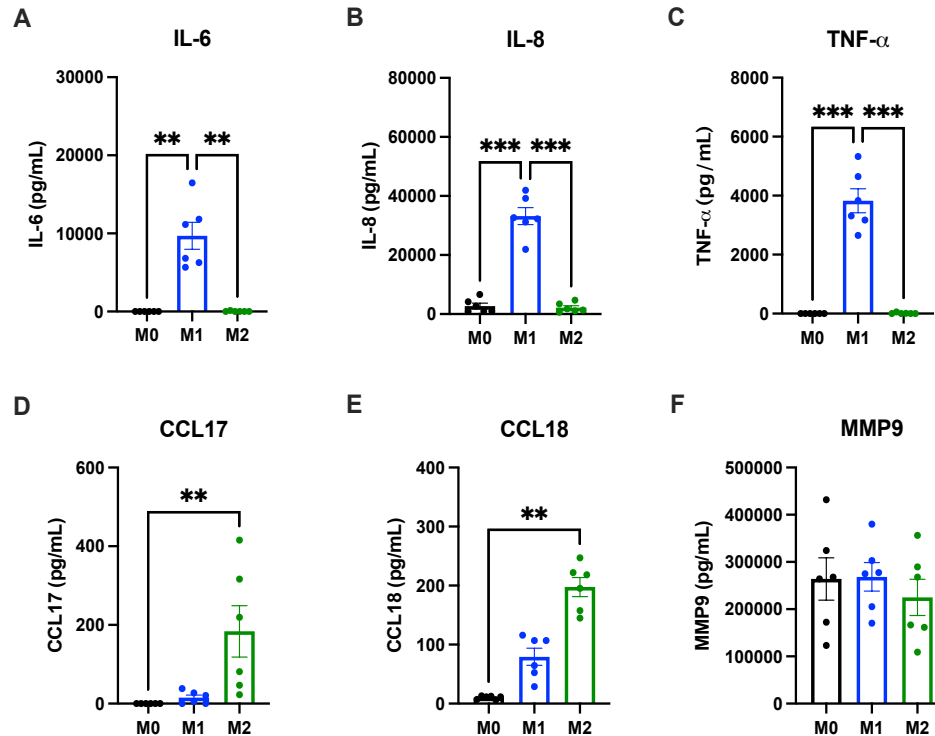 A
IL-6
IL-6 (pg/mL)
30000
20000
10000
0
** **
M0 M1 M2
B
IL-8
IL-8 (pg/mL)
80000
60000
40000
20000
0
*** ***
M0 M1 M2
C
TNF-α
TNF-α (pg/mL)
8000
6000
4000
2000
0
*** ***
M0 M1 M2
D
CCL17
CCL17 (pg/mL)
600
400
200
0
**
M0 M1 M2
E
CCL18
CCL18 (pg/mL)
400
300
200
100
0
**
M0 M1 M2
F
MMP9
MMP9 (pg/mL)
500000
400000
300000
200000
100000
0
M0 M1 M2